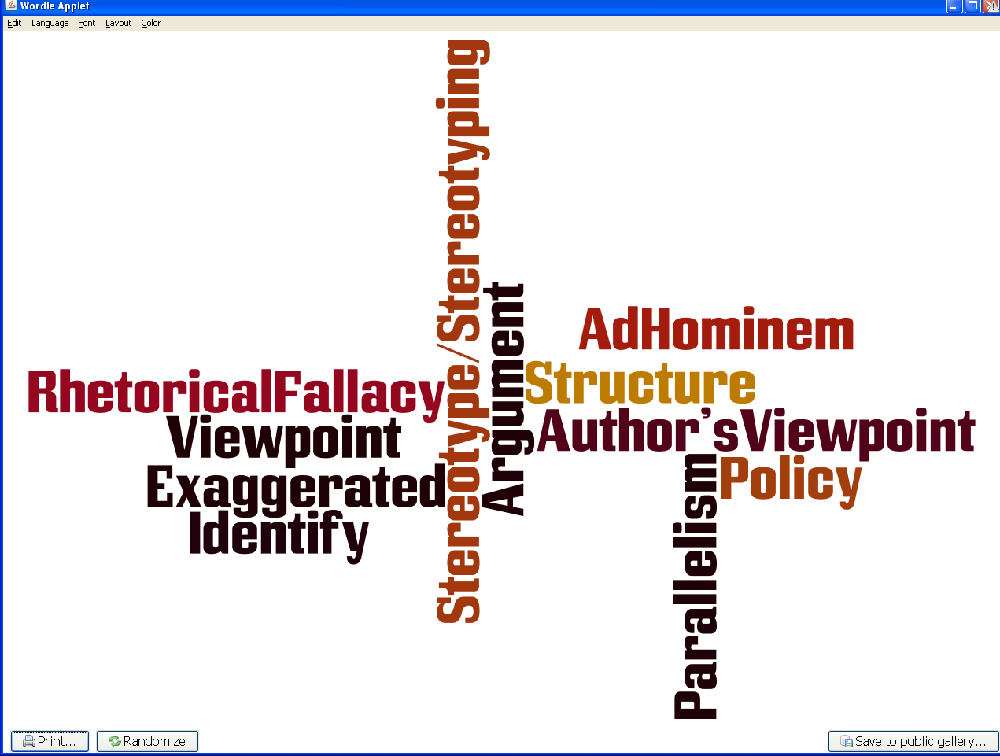 Wordle Applet
Edit Language Font Layout Color
Stereotype/Stereotyping
Argument
AdHominem
Structure
RhetoricalFallacy
Author'sViewpoint
Viewpoint
Policy
Exaggerated
Identify
Parallelism
Print...
Randomize
Save to public gallery...